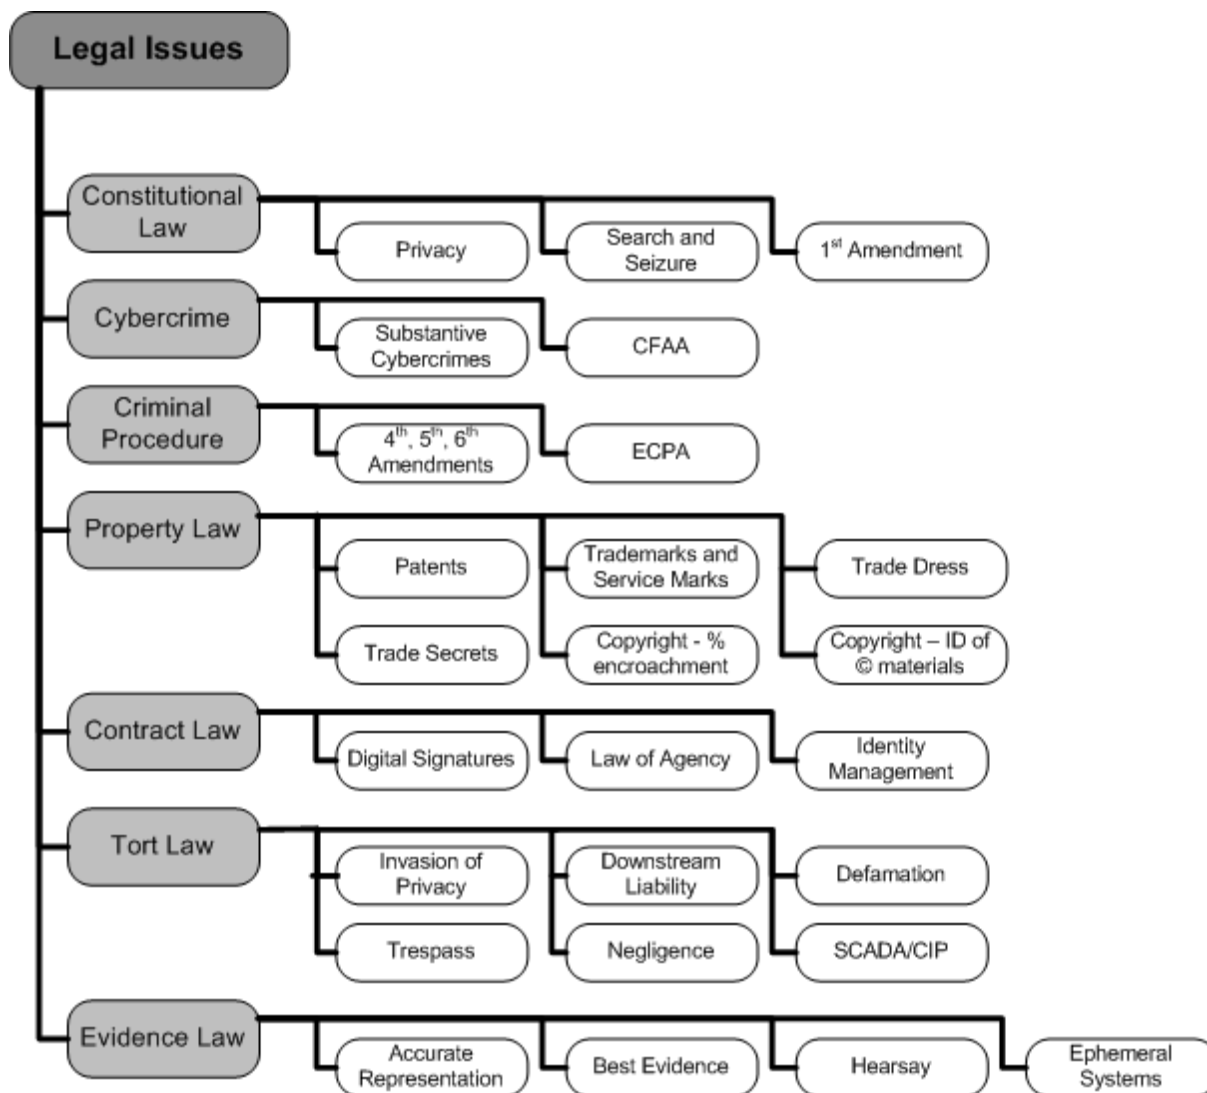 Legal Issues
Constitutional
Law
Privacy
Search and
Seizure
1st Amendment
Cybercrime
Substantive
Cybercrimes
CFAA
Criminal
Procedure
4th, 5th, 6th
Amendments
ECPA
Property Law
Patents
Trademarks and
Service Marks
Trade Dress
Trade Secrets
Copyright - %
encroachment
Copyright – ID of
© materials
Contract Law
Digital Signatures
Law of Agency
Identity
Management
Tort Law
Invasion of
Privacy
Downstream
Liability
Defamation
Trespass
Negligence
SCADA/CIP
Evidence Law
Accurate
Representation
Best Evidence
Hearsay
Ephemeral
Systems